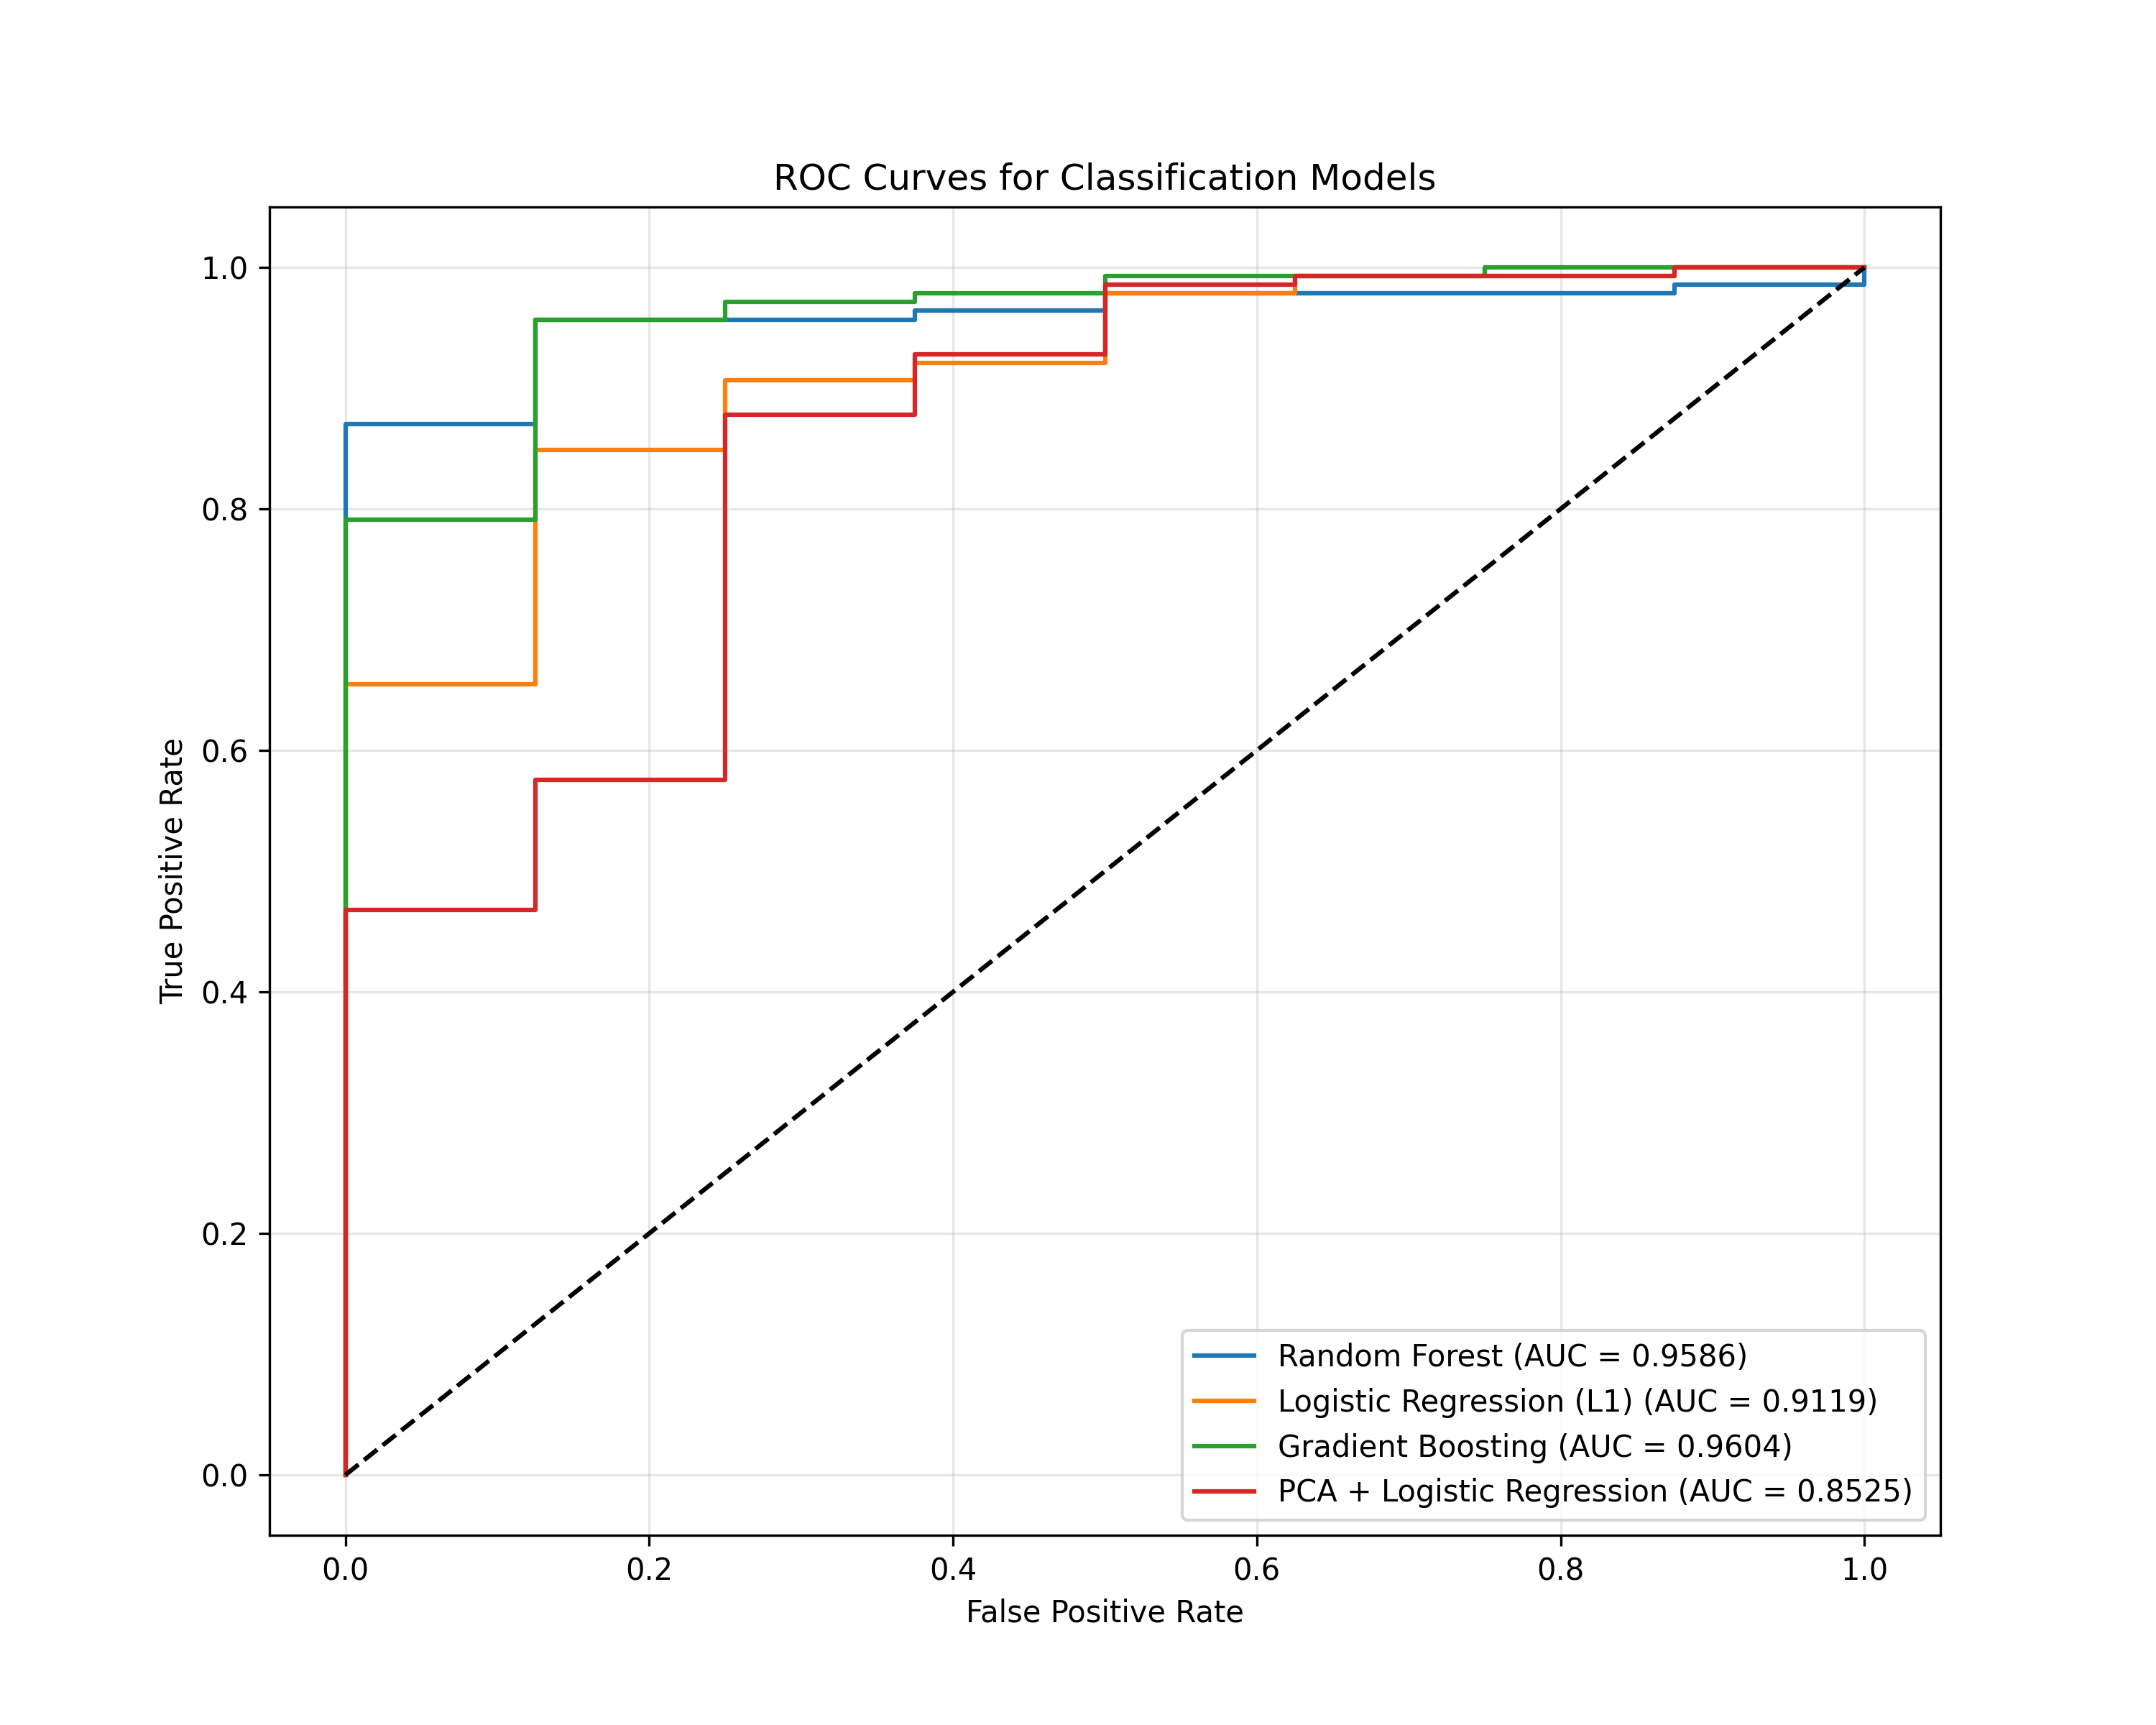 ROC Curves for Classification Models
True Positive Rate
1.0
0.8
0.6
0.4
0.2
0.0
Random Forest (AUC = 0.9586)
Logistic Regression (L1) (AUC = 0.9119)
Gradient Boosting (AUC = 0.9604)
PCA + Logistic Regression (AUC = 0.8525)
0.0 0.2 0.4 0.6 0.8 1.0
False Positive Rate